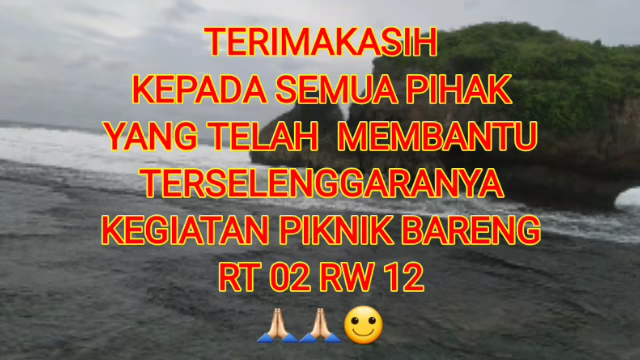 TERIMAKASIH
KEPADA SEMUA PIHAK
YANG TELAH MEMBANTU
TERSELENGGARANYA
KEGIATAN PIKNIK BARENG
RT 02 RW 12
🙏🏻🙏🏻🙂